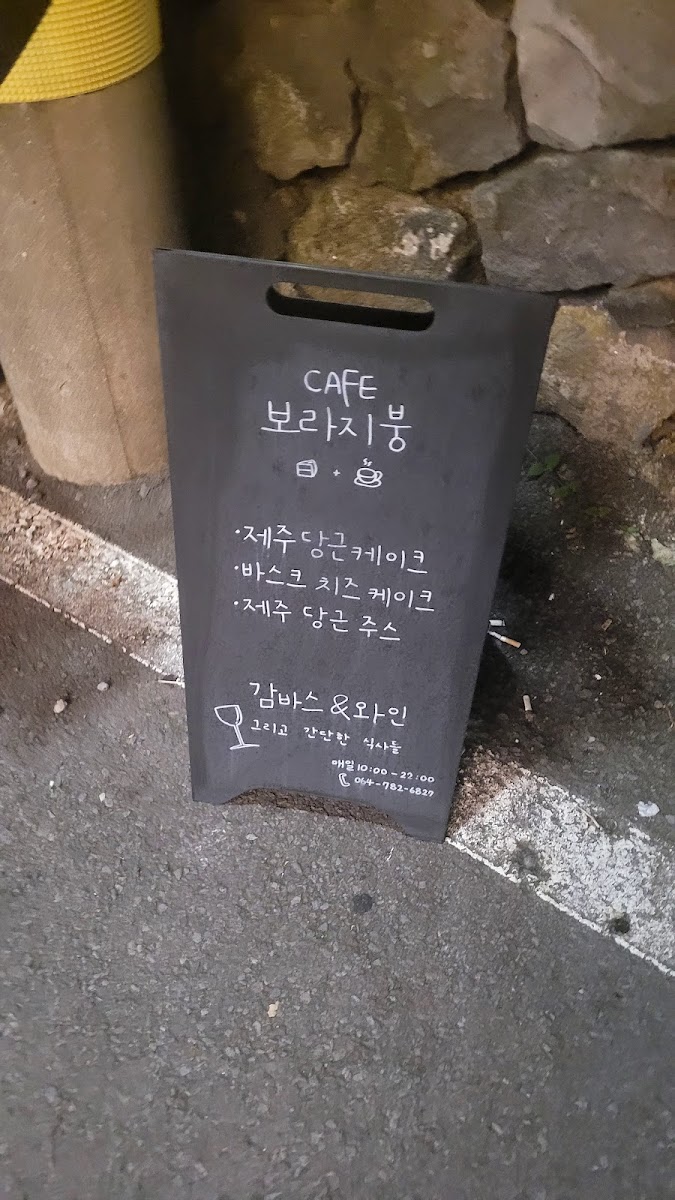 CAFE
보라지붕
+
·제주 당근케이크
·바스크 치즈 케이크
·제주 당근 주스
감바스 & 와인
그리고 간단한 식사들
매일 10:00-22:00
064-782-6827